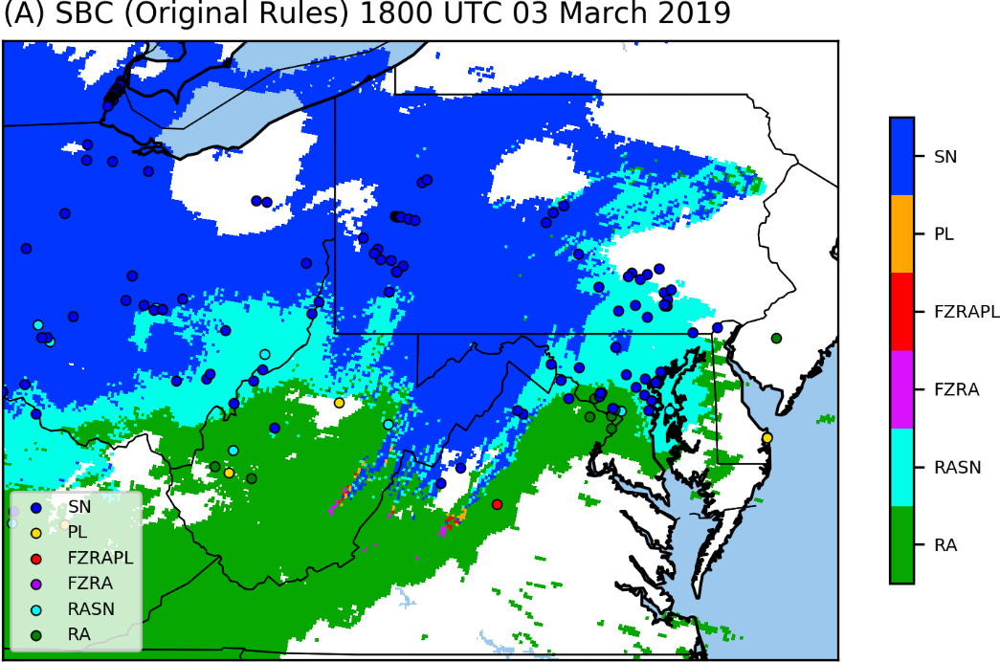 (A) SBC (Original Rules) 1800 UTC 03 March 2019
SN
PL
FZRAPL
FZRA
RASN
RA
SN
PL
FZRAPL
FZRA
RASN
RA